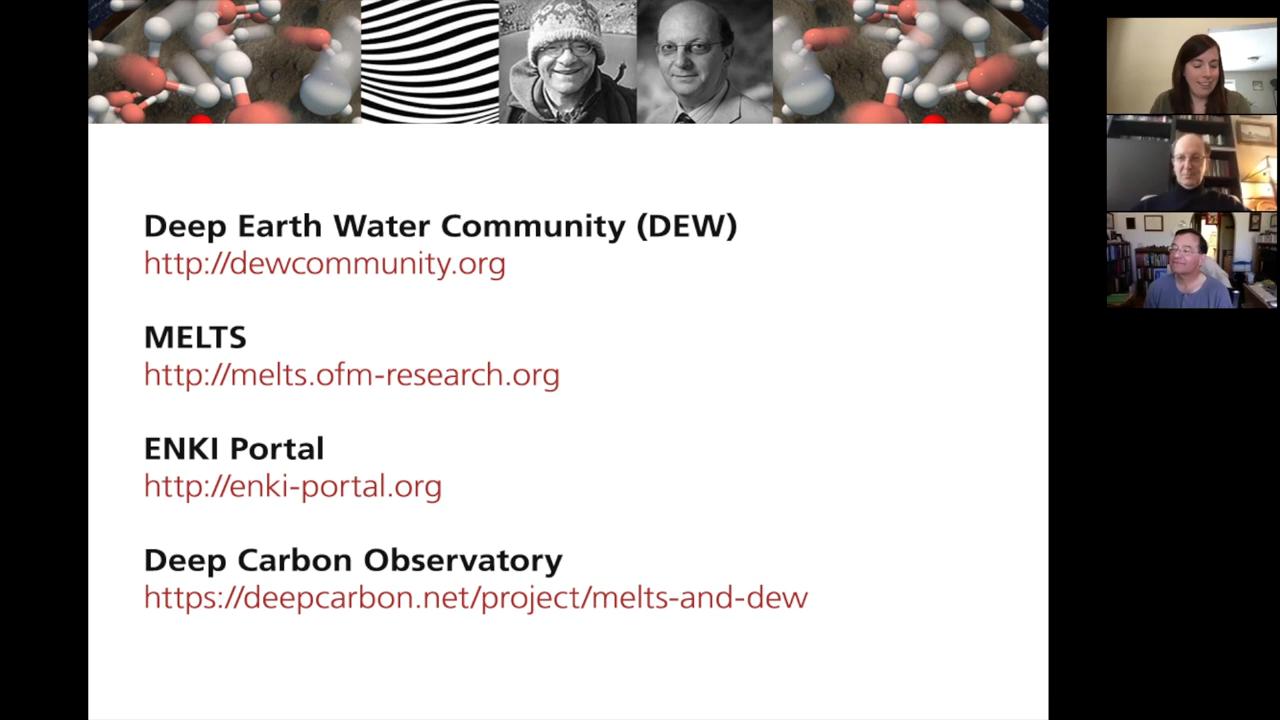 Deep Earth Water Community (DEW)
http://dewcommunity.org
MELTS
http://melts.ofm-research.org
ENKI Portal
http://enki-portal.org
Deep Carbon Observatory
https://deepcarbon.net/project/melts-and-dew